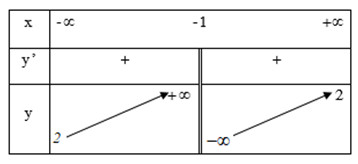 x -∞ -1 +∞
y’ + +
+∞ 2
y
2 -∞